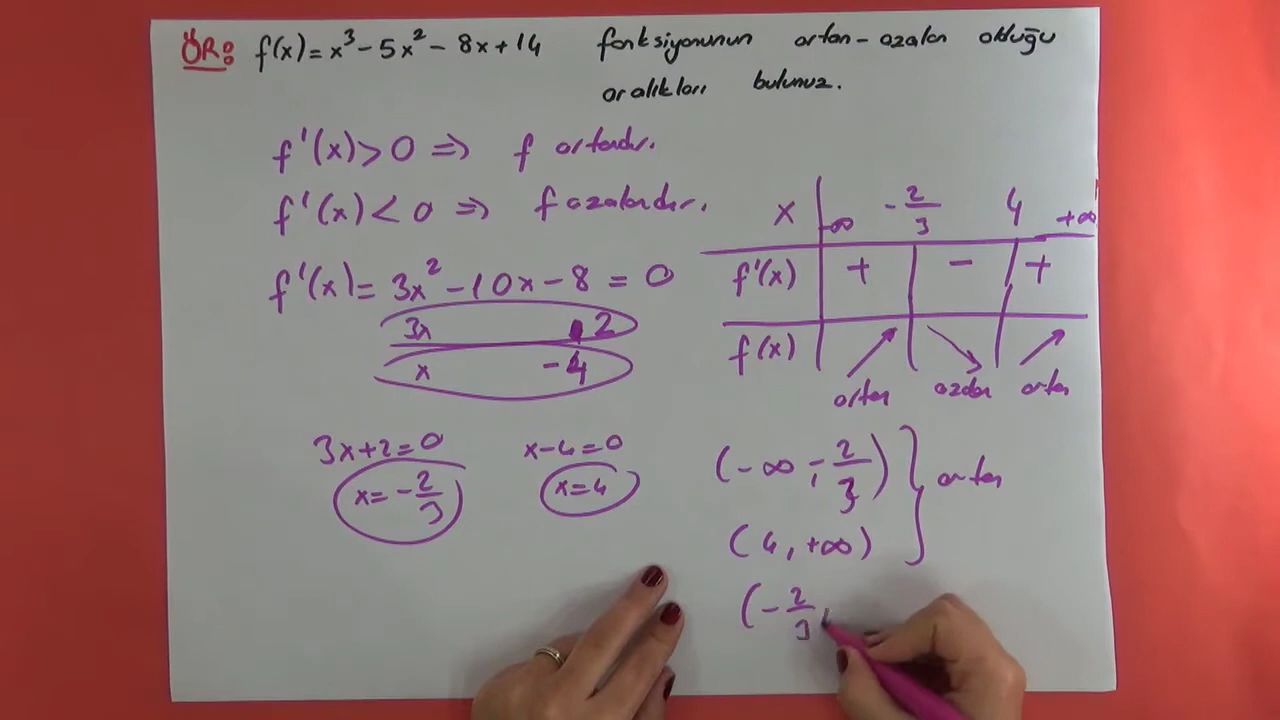 ÖR: f(x) = x³ - 5x² - 8x + 14 fonksiyonunun artan-azalan olduğu
aralıkları bulunuz.
f'(x) > 0 ⇒ f artandır.
f'(x) < 0 ⇒ f azalandır.
f'(x) = 3x² - 10x - 8 = 0
3x 2
x -4
3x+2=0 x-4=0
x = -2/3 x=4
x -∞ -2/3 4 +∞
f'(x) + - +
f(x) ↗ ↘ ↗
artan azalan artan
(-∞, -2/3) } artan
(4, +∞)
(-2/3,